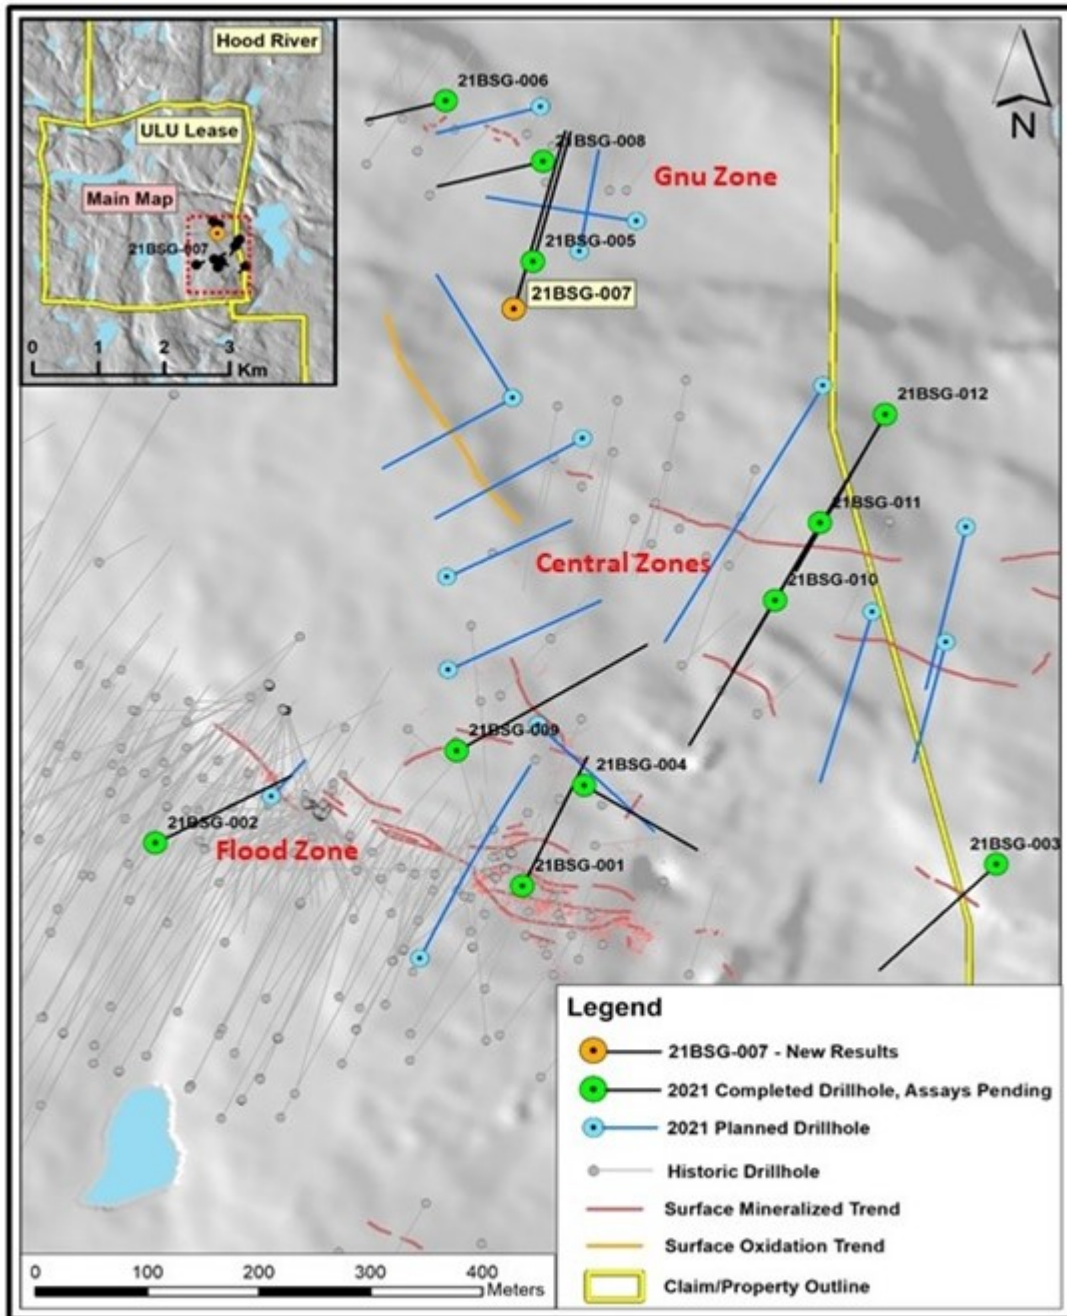 Hood River
ULU Lease
Main Map
21BSG-007
0 1 2 3
Km
N
21BSG-006
21BSG-008
Gnu Zone
21BSG-005
21BSG-007
21BSG-012
21BSG-011
Central Zones
21BSG-010
21BSG-009
21BSG-004
21BSG-002
Flood Zone
21BSG-003
21BSG-001
Legend
21BSG-007 - New Results
2021 Completed Drillhole, Assays Pending
2021 Planned Drillhole
Historic Drillhole
Surface Mineralized Trend
Surface Oxidation Trend
Claim/Property Outline
0 100 200 300 400
Meters